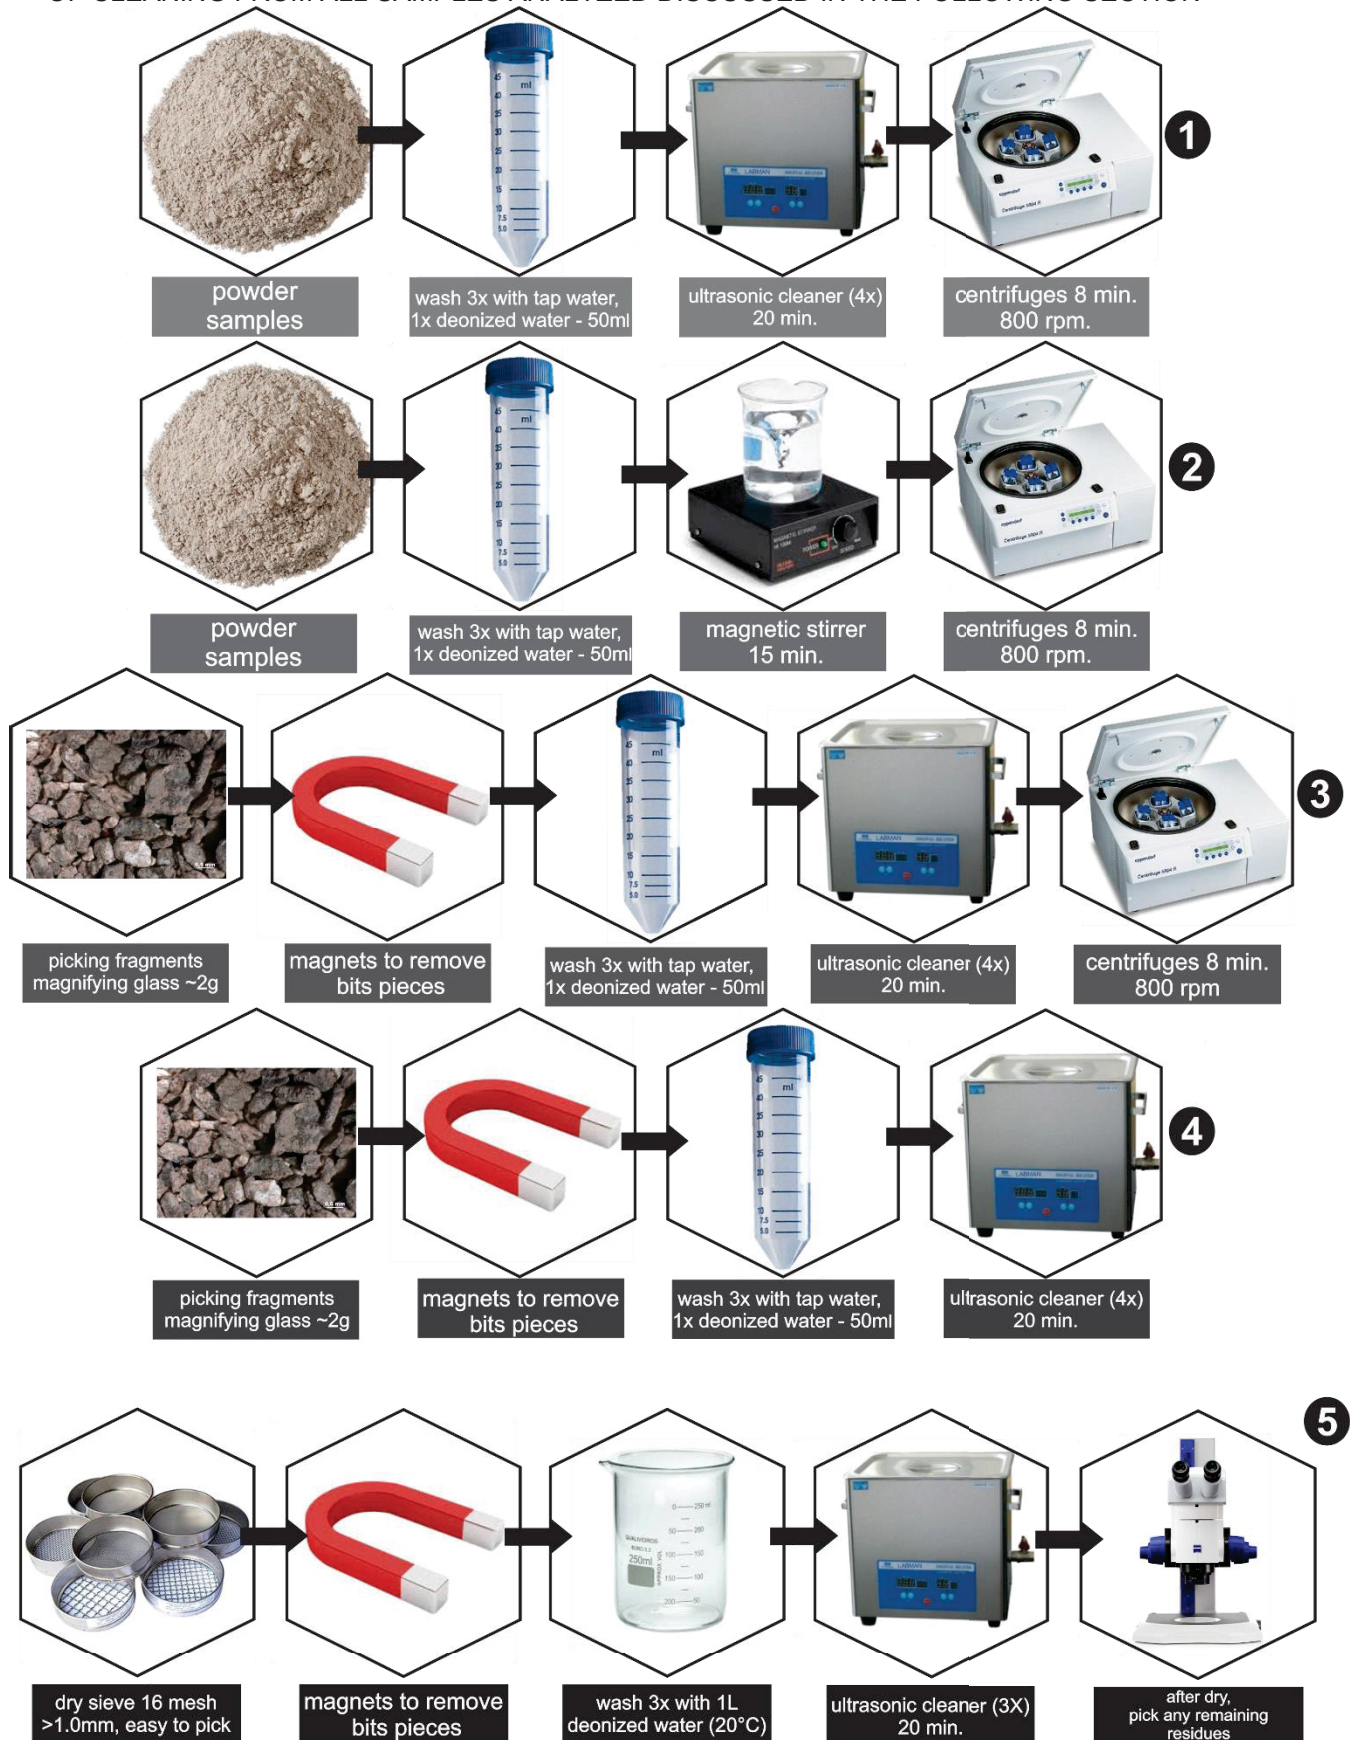 powder
samples
wash 3x with tap water,
1x deonized water - 50ml
ultrasonic cleaner (4x)
20 min.
centrifuges 8 min.
800 rpm.
1
powder
samples
wash 3x with tap water,
1x deonized water - 50ml
magnetic stirrer
15 min.
centrifuges 8 min.
800 rpm.
2
picking fragments
magnifying glass ~2g
magnets to remove
bits pieces
wash 3x with tap water,
1x deonized water - 50ml
ultrasonic cleaner (4x)
20 min.
centrifuges 8 min.
800 rpm
3
picking fragments
magnifying glass ~2g
magnets to remove
bits pieces
wash 3x with tap water,
1x deonized water - 50ml
ultrasonic cleaner (4x)
20 min.
4
5
250ml
dry sieve 16 mesh
>1.0mm, easy to pick
magnets to remove
bits pieces
wash 3x with 1L
deonized water (20°C)
ultrasonic cleaner (3X)
20 min.
after dry,
pick any remaining
residues